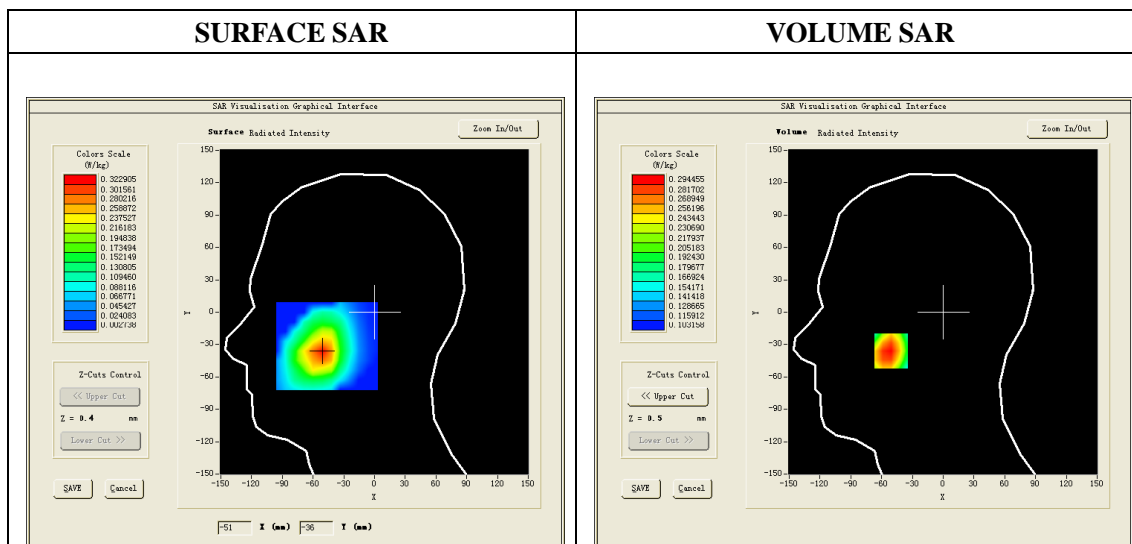 SURFACE SAR
SAR Visualisation Graphical Interface
Surface Radiated Intensity
Zoom In/Out
Colors Scale
(W/kg)
0.322905
0.301561
0.280216
0.258872
0.237527
0.216183
0.194838
0.173494
0.152149
0.130805
0.109460
0.088116
0.066771
0.045427
0.024083
0.002738
Z-Cuts Control
<< Upper Cut
Z = 0.4 mm
Lower Cut >>
SAVE Cancel
150
120
90
60
30
0
-30
-60
-90
-120
-150
Y
-150 -120 -90 -60 -30 0 30 60 90 120 150
X
-51 X (mm) -36 Y (mm)
VOLUME SAR
SAR Visualisation Graphical Interface
Volume Radiated Intensity
Zoom In/Out
Colors Scale
(W/kg)
0.294455
0.281702
0.268949
0.256196
0.243443
0.230690
0.217937
0.205183
0.192430
0.179677
0.166924
0.154171
0.141418
0.128665
0.115912
0.103158
Z-Cuts Control
<< Upper Cut
Z = 0.5 mm
Lower Cut >>
SAVE Cancel
150
120
90
60
30
0
-30
-60
-90
-120
-150
Y
-150 -120 -90 -60 -30 0 30 60 90 120 150
X